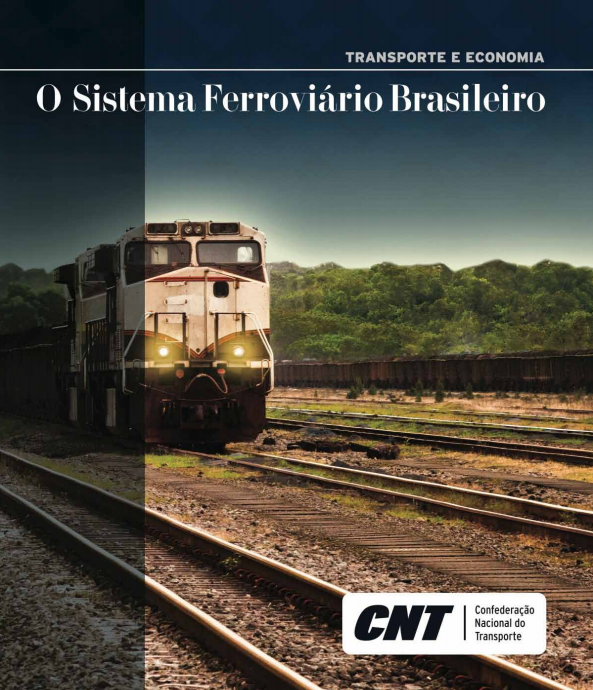 TRANSPORTE E ECONOMIA
O Sistema Ferroviário Brasileiro
CNT
Confederação
Nacional do
Transporte